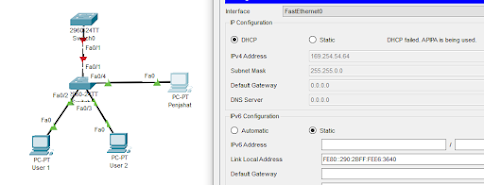 2960-24TT
Switch0
Fa0/1
Fa0/1
Fa0/4
Fa0
Fa0/2
Fa0/3
PC-PT
Penjahat
Fa0
Fa0
PC-PT
User 1
PC-PT
User 2
Interface
FastEthernet0
IP Configuration
DHCP
Static
DHCP failed. APIPA is being used.
IPv4 Address
169.254.54.64
Subnet Mask
255.255.0.0
Default Gateway
0.0.0.0
DNS Server
0.0.0.0
IPv6 Configuration
Automatic
Static
IPv6 Address
/
Link Local Address
FE80::290:2BFF:FEE6:3640
Default Gateway